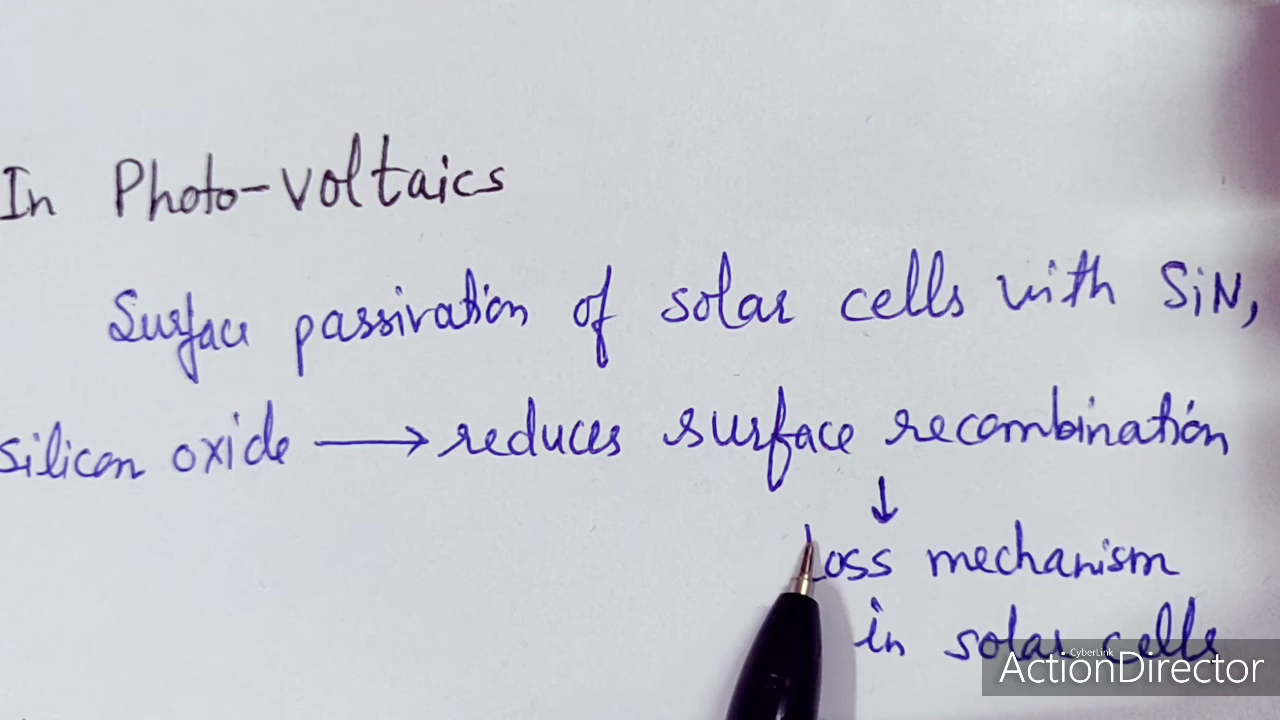 In Photo-voltaics
Surface passivation of solar cells with SiN,
silicon oxide → reduces surface recombination
↓
Loss mechanism
in solar cells
CyberLink
ActionDirector